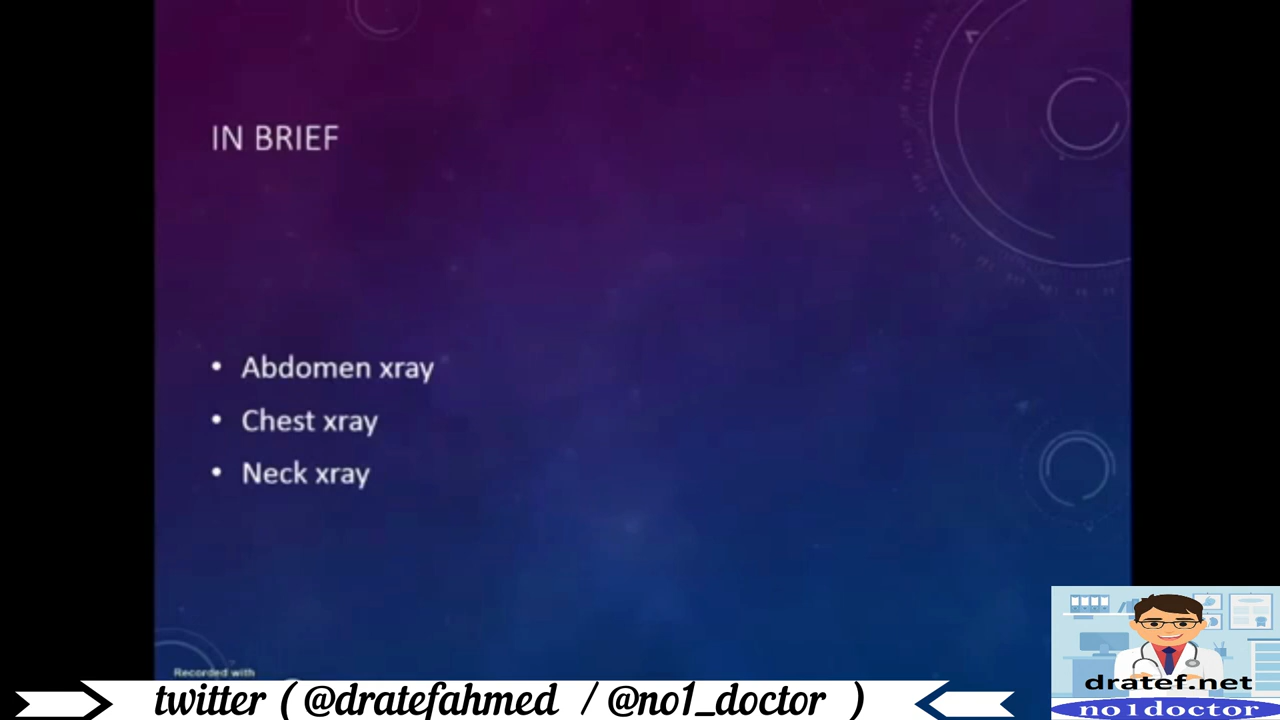 IN BRIEF
• Abdomen xray
• Chest xray
• Neck xray
Recorded with
twitter ( @dratefahmed / @no1_doctor )
dratef.net
no1doctor